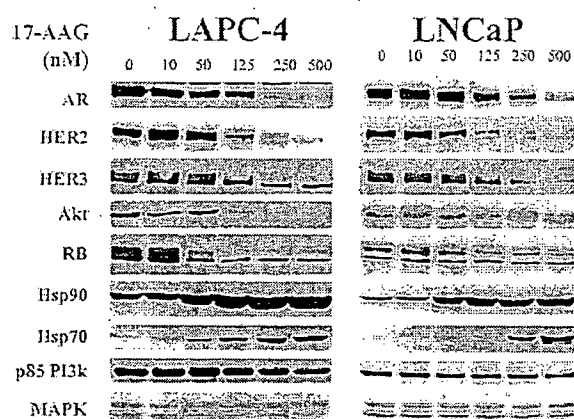 17-AAG LAPC-4 LNCaP
(nM) 0 10 50 125 250 500 0 10 50 125 250 500
AR
HER2
HER3
Akt
RB
Hsp90
Hsp70
p85 PI3k
MAPK